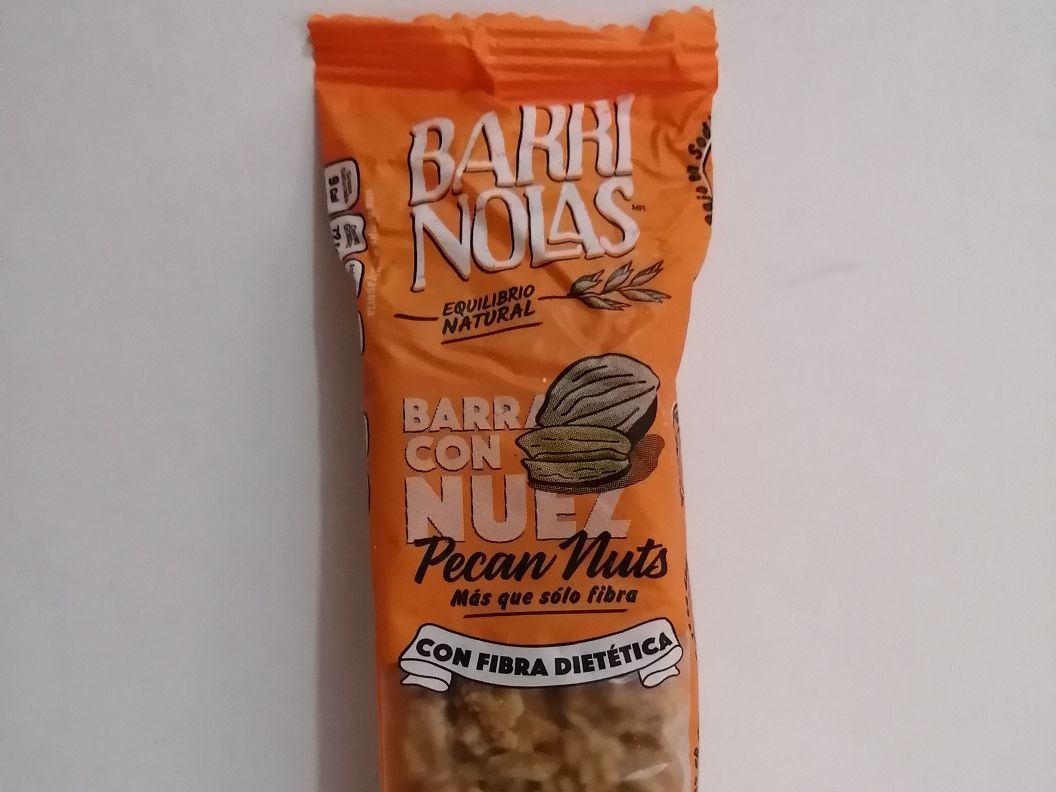 BARRI
NOLAS
EQUILIBRIO
NATURAL
BARRA
CON
NUEZ
Pecan Nuts
Más que sólo fibra
CON FIBRA DIETÉTICA